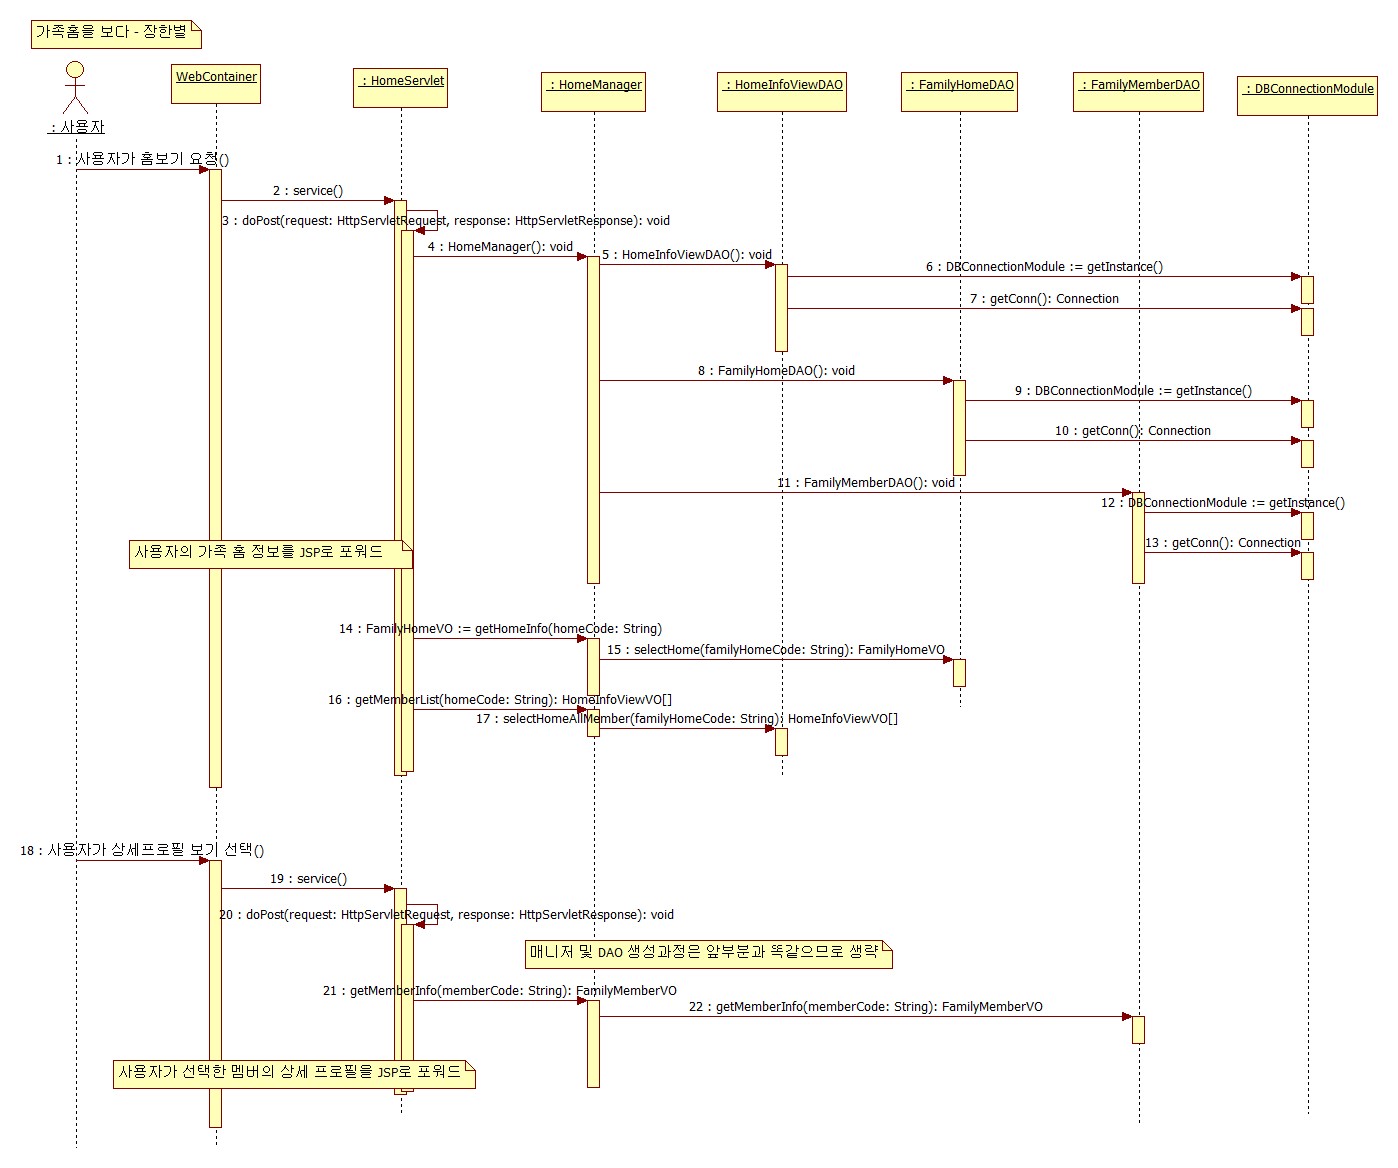 가족홈을 보다 - 장한별
: 사용자
WebContainer
: HomeServlet
: HomeManager
: HomeInfoViewDAO
: FamilyHomeDAO
: FamilyMemberDAO
: DBConnectionModule
1 : 사용자가 홈보기 요청()
2 : service()
3 : doPost(request: HttpServletRequest, response: HttpServletResponse): void
4 : HomeManager(): void
5 : HomeInfoViewDAO(): void
6 : DBConnectionModule := getInstance()
7 : getConn(): Connection
8 : FamilyHomeDAO(): void
9 : DBConnectionModule := getInstance()
10 : getConn(): Connection
11 : FamilyMemberDAO(): void
12 : DBConnectionModule := getInstance()
13 : getConn(): Connection
사용자의 가족 홈 정보를 JSP로 포워드
14 : FamilyHomeVO := getHomeInfo(homeCode: String)
15 : selectHome(familyHomeCode: String): FamilyHomeVO
16 : getMemberList(homeCode: String): HomeInfoViewVO[]
17 : selectHomeAllMember(familyHomeCode: String): HomeInfoViewVO[]
18 : 사용자가 상세프로필 보기 선택()
19 : service()
20 : doPost(request: HttpServletRequest, response: HttpServletResponse): void
매니저 및 DAO 생성과정은 앞부분과 똑같으므로 생략
21 : getMemberInfo(memberCode: String): FamilyMemberVO
22 : getMemberInfo(memberCode: String): FamilyMemberVO
사용자가 선택한 멤버의 상세 프로필을 JSP로 포워드